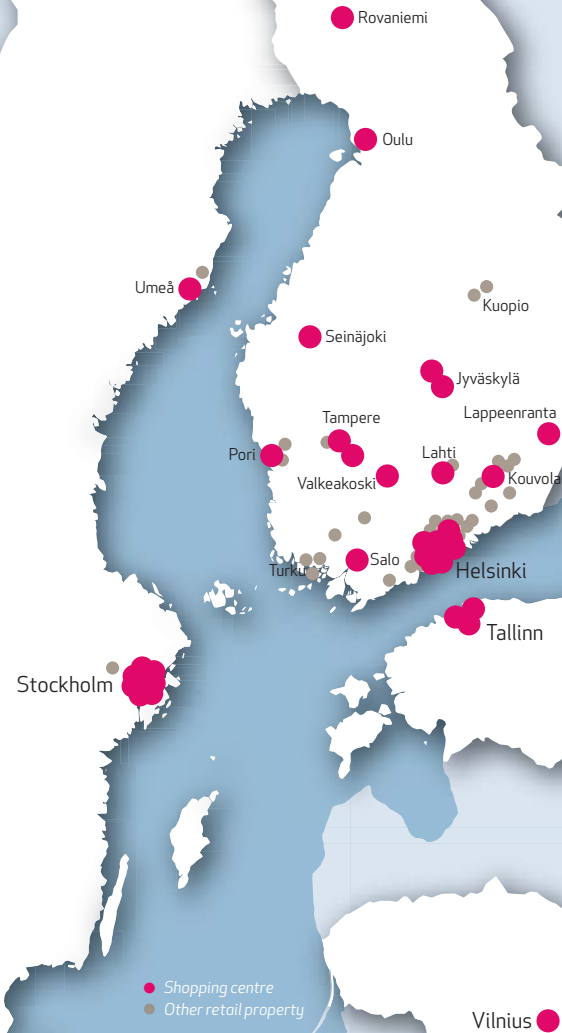 Rovaniemi
Oulu
Umeå
Kuopio
Seinäjoki
Jyväskylä
Lappeenranta
Tampere
Pori
Lahti
Valkeakoski
Kouvola
Salo
Turku
Helsinki
Tallinn
Stockholm
Shopping centre
Other retail property
Vilnius